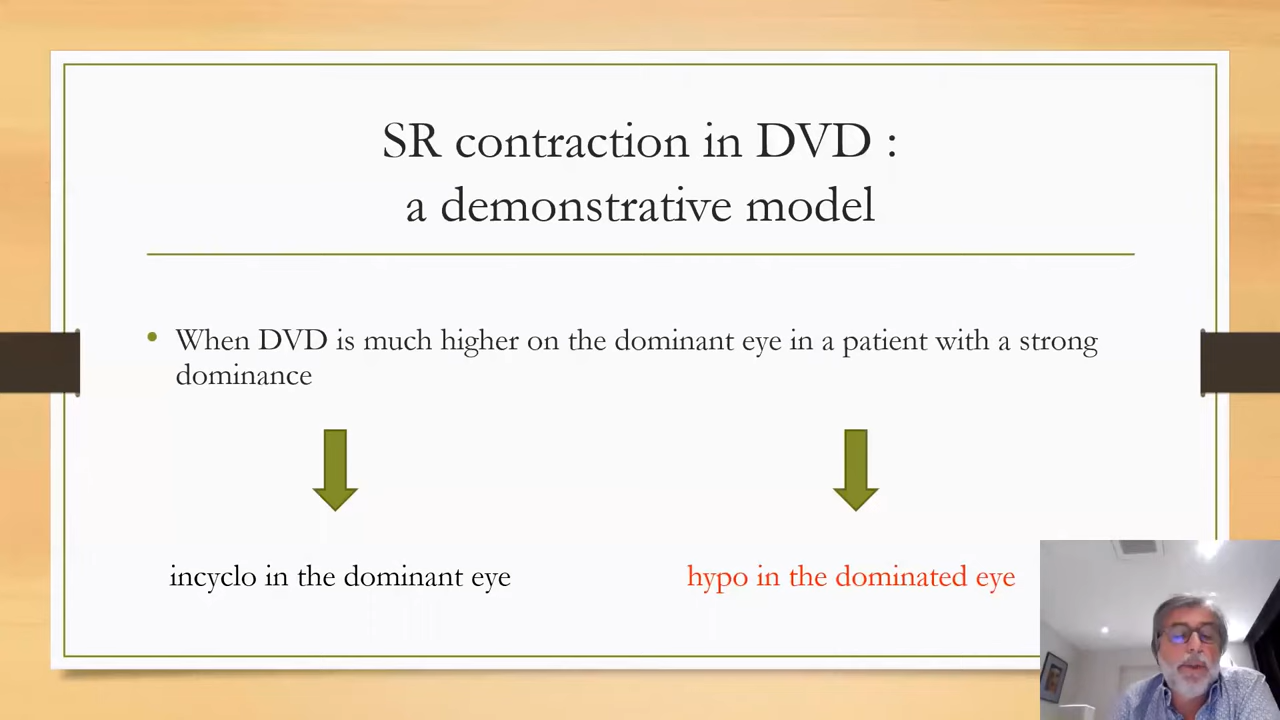 SR contraction in DVD :
a demonstrative model
• When DVD is much higher on the dominant eye in a patient with a strong
dominance
incyclo in the dominant eye
hypo in the dominated eye